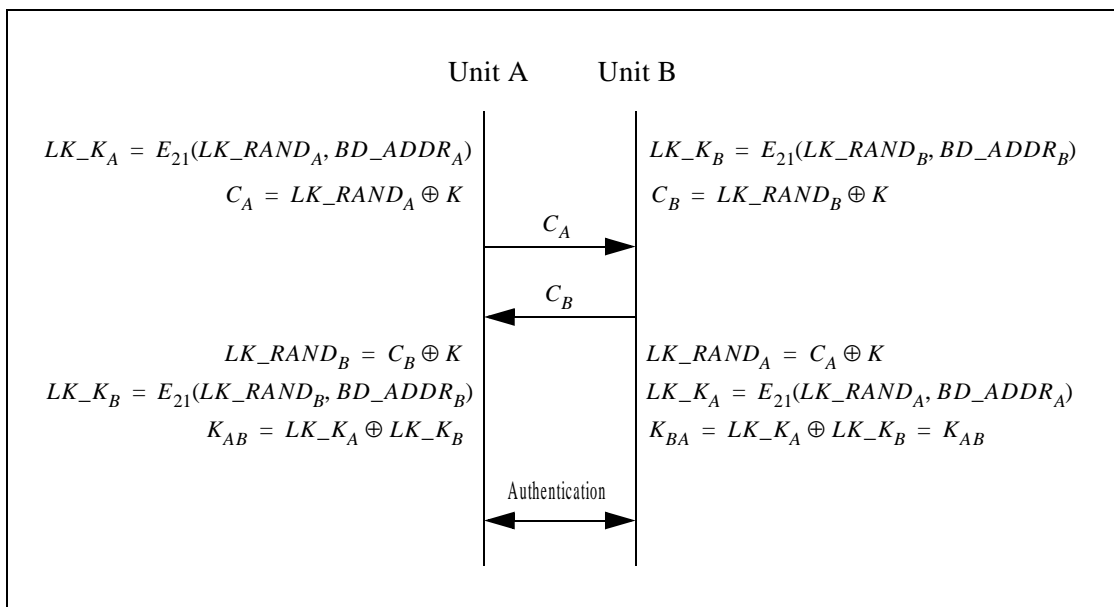 Unit A Unit B
LK_K_A = E_21(LK_RAND_A, BD_ADDR_A) LK_K_B = E_21(LK_RAND_B, BD_ADDR_B)
C_A = LK_RAND_A ⊕ K C_B = LK_RAND_B ⊕ K
C_A
C_B
LK_RAND_B = C_B ⊕ K LK_RAND_A = C_A ⊕ K
LK_K_B = E_21(LK_RAND_B, BD_ADDR_B) LK_K_A = E_21(LK_RAND_A, BD_ADDR_A)
K_AB = LK_K_A ⊕ LK_K_B K_BA = LK_K_A ⊕ LK_K_B = K_AB
Authentication